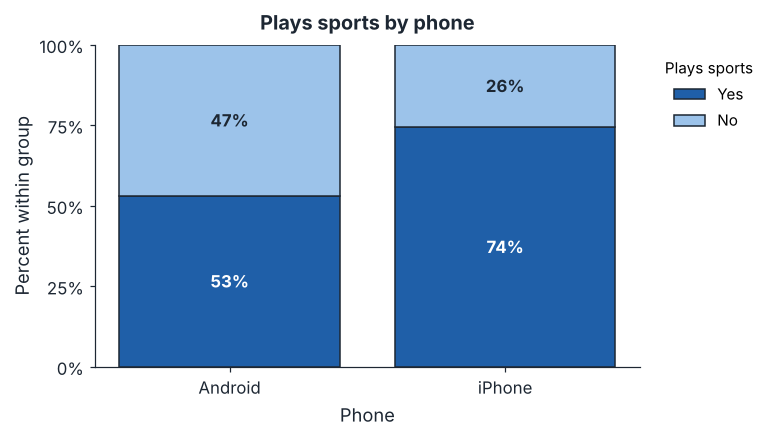 Plays sports by phone
Percent within group
100%
75%
50%
25%
0%
47%
53%
26%
74%
Android
iPhone
Phone
Plays sports
Yes
No